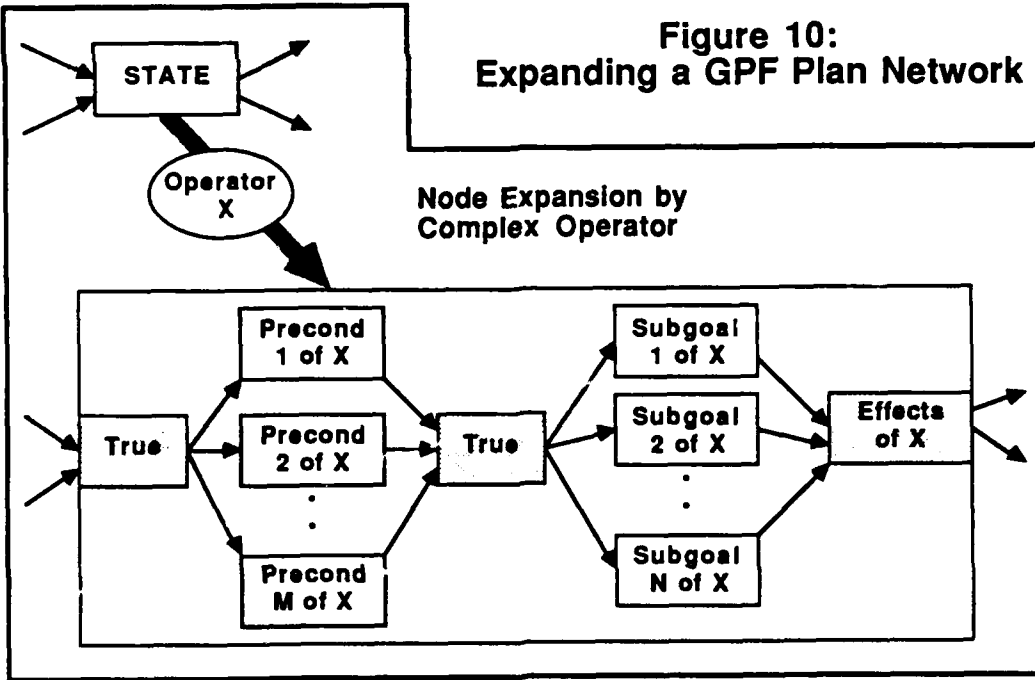 Figure 10:
Expanding a GPF Plan Network
STATE
Operator
X
Node Expansion by
Complex Operator
Precond
1 of X
Subgoal
1 of X
True
Precond
2 of X
True
Subgoal
2 of X
Effects
of X
Precond
M of X
Subgoal
N of X